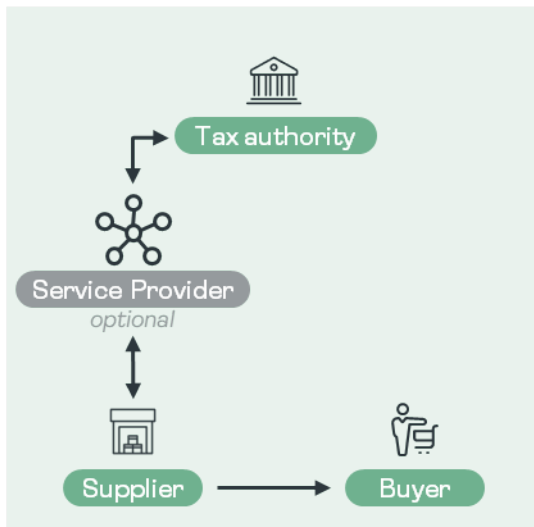 Tax authority
Service Provider
optional
Supplier
Buyer